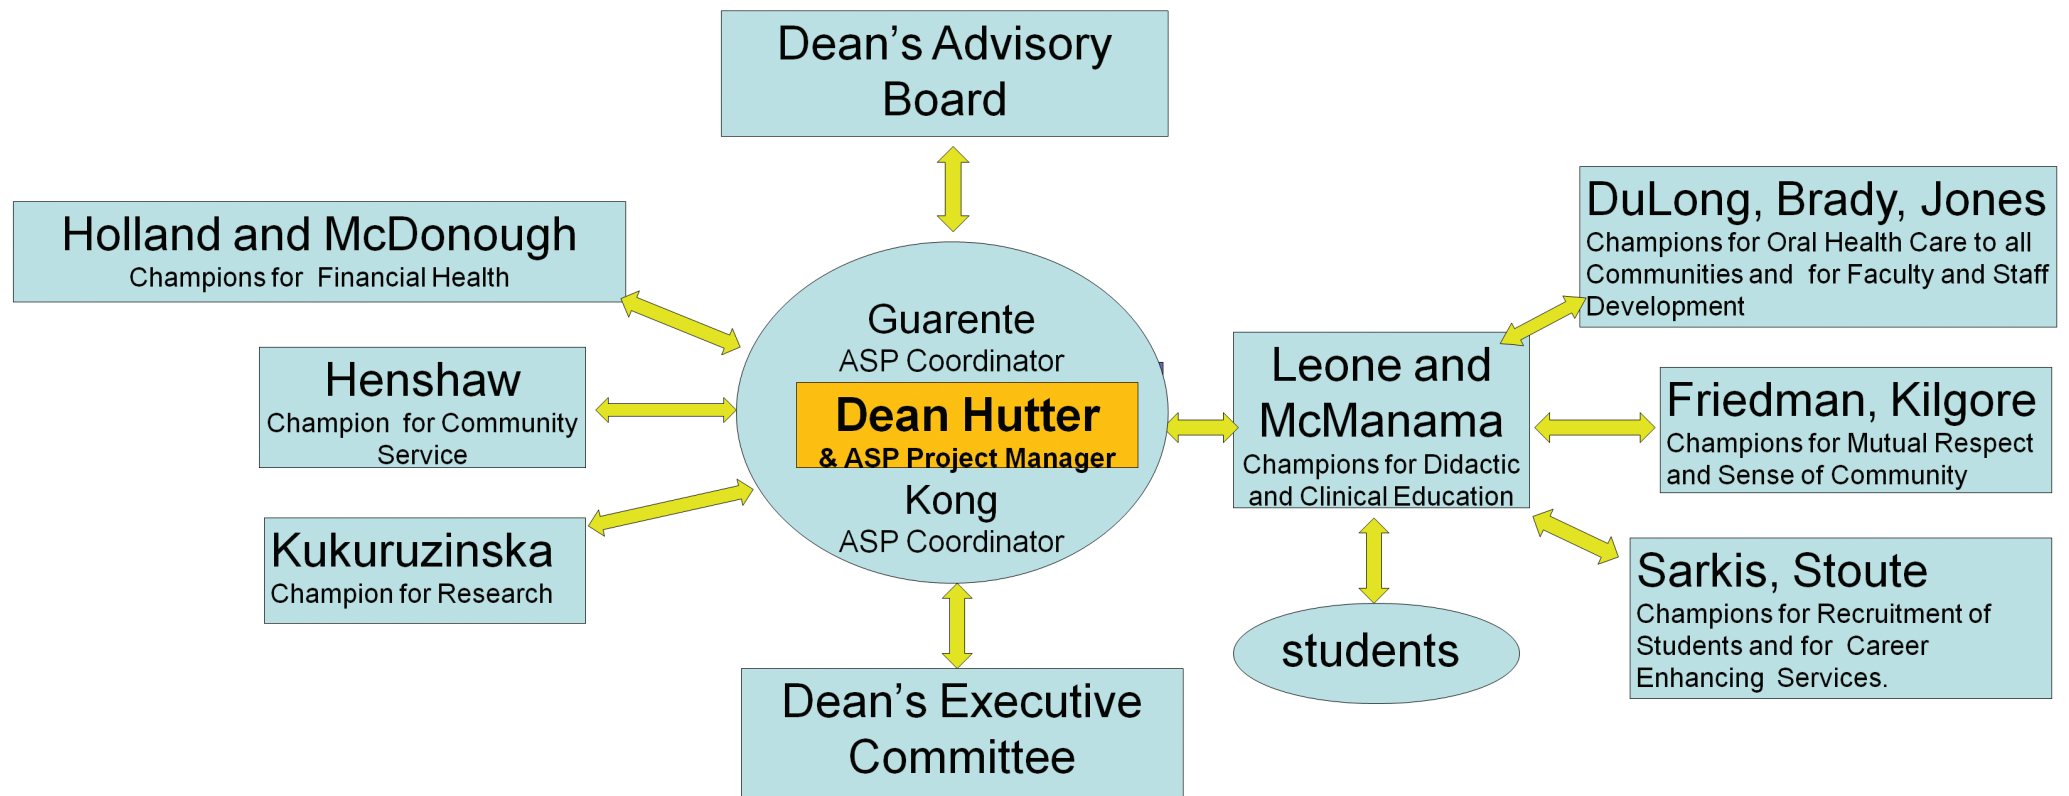 Dean’s Advisory
Board
Holland and McDonough
Champions for Financial Health
Henshaw
Champion for Community
Service
Kukuruzinska
Champion for Research
Guarente
ASP Coordinator
Dean Hutter
& ASP Project Manager
Kong
ASP Coordinator
Dean’s Executive
Committee
Leone and
McManama
Champions for Didactic
and Clinical Education
students
DuLong, Brady, Jones
Champions for Oral Health Care to all
Communities and for Faculty and Staff
Development
Friedman, Kilgore
Champions for Mutual Respect
and Sense of Community
Sarkis, Stoute
Champions for Recruitment of
Students and for Career
Enhancing Services.